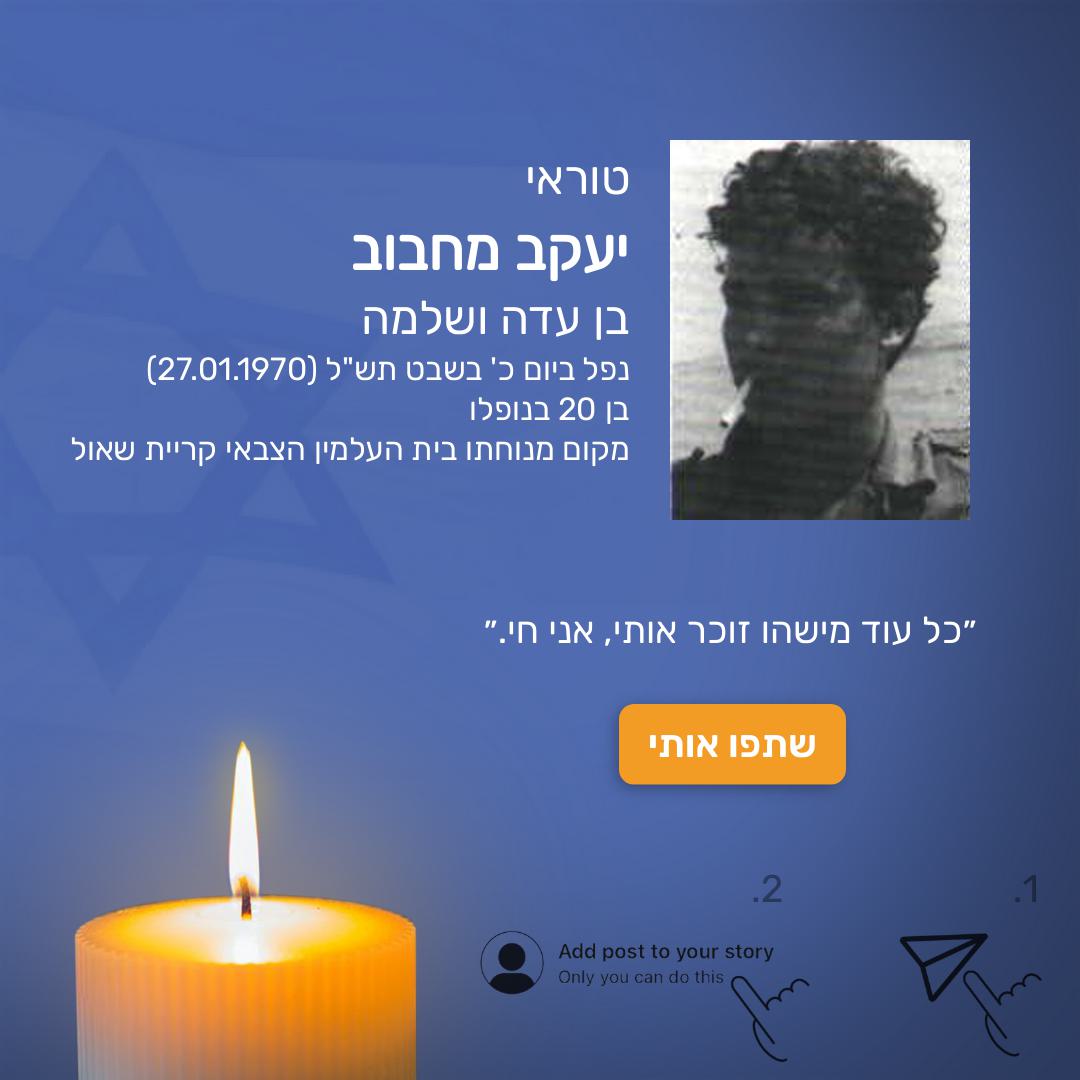 טוראי
יעקב מחבוב
בן עדה ושלמה
נפל ביום כ' בשבט תש"ל (27.01.1970)
בן 20 בנופלו
מקום מנוחתו בית העלמין הצבאי קריית שאול
״כל עוד מישהו זוכר אותי, אני חי.״
שתפו אותי
.1
.2
Add post to your story
Only you can do this